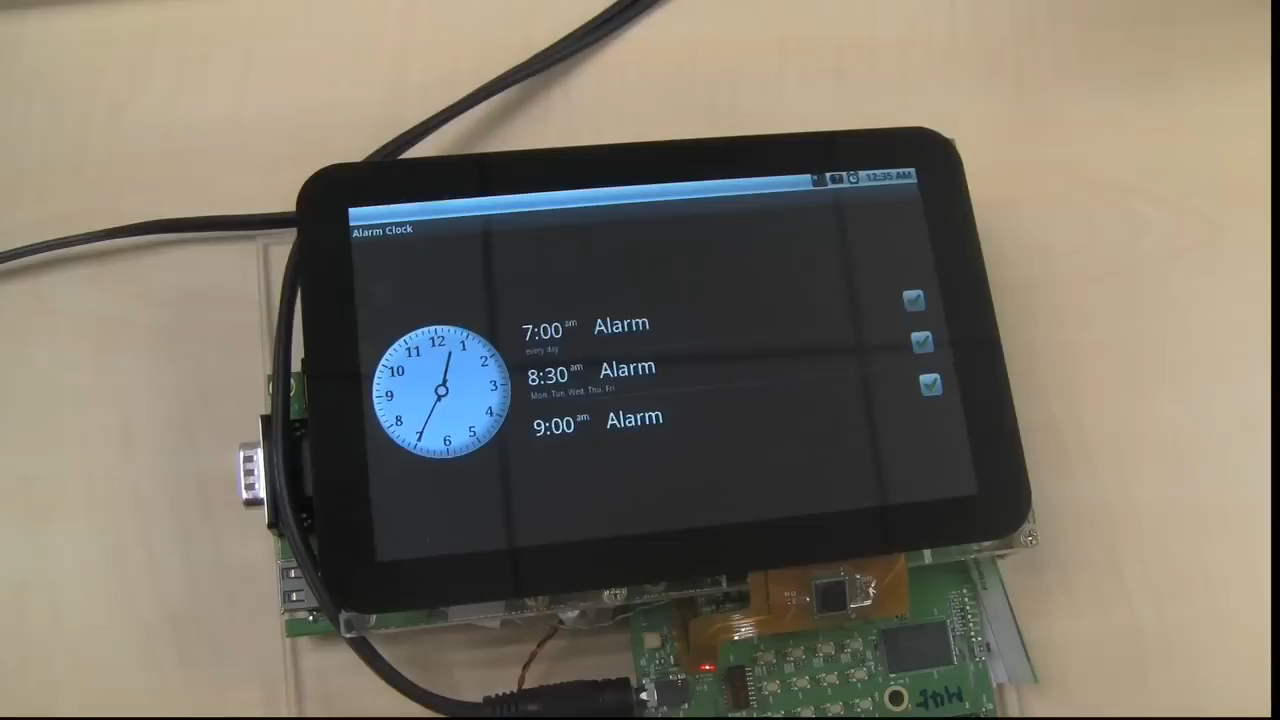 12:35 AM
Alarm Clock
7:00 am Alarm
every day
8:30 am Alarm
Mon, Tue, Wed, Thu, Fri
9:00 am Alarm
12
1
2
3
4
5
6
7
8
9
10
11